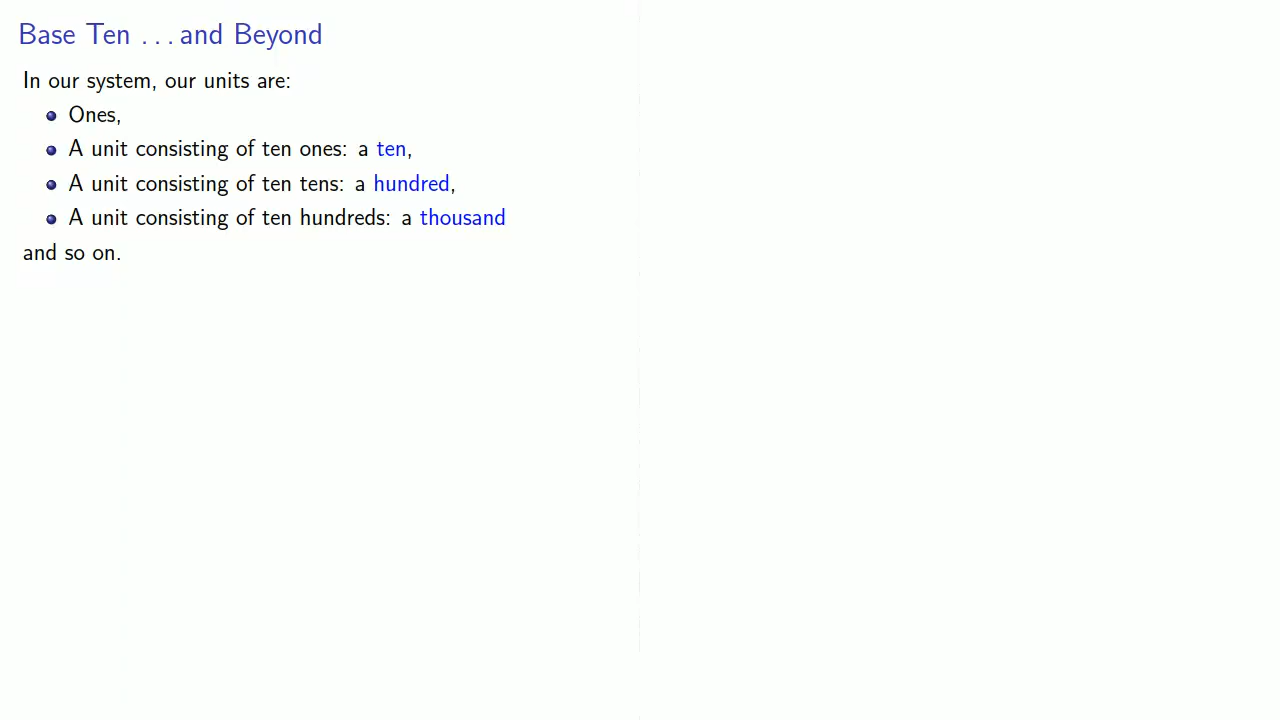 Base Ten ... and Beyond
In our system, our units are:
Ones,
A unit consisting of ten ones: a ten,
A unit consisting of ten tens: a hundred,
A unit consisting of ten hundreds: a thousand
and so on.